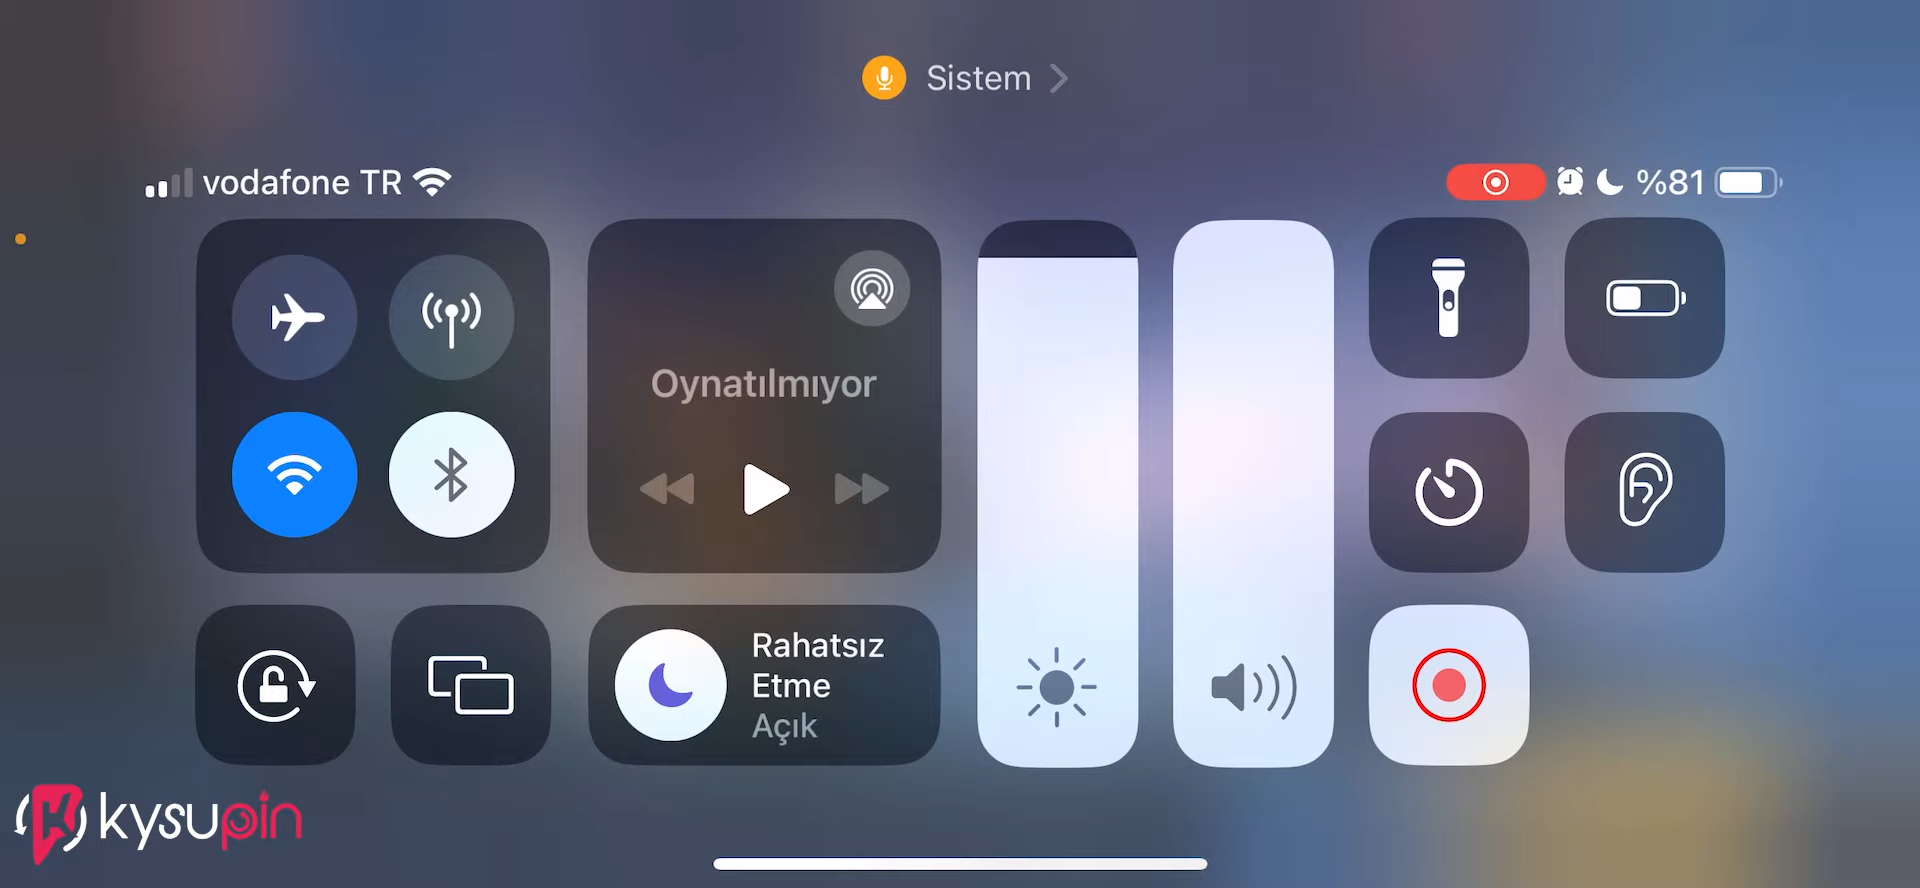 Sistem
vodafone TR
%81
Oynatılmıyor
Rahatsız
Etme
Açık
kysupin